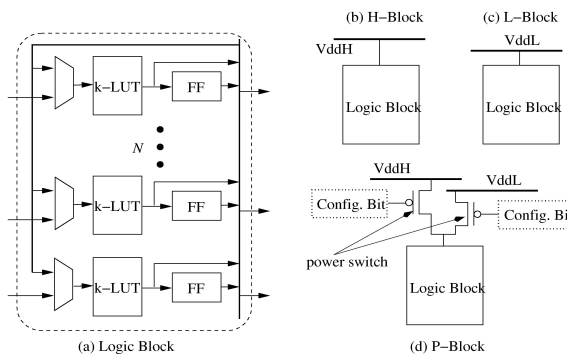 k-LUT
FF
N
k-LUT
FF
k-LUT
FF
(a) Logic Block
(b) H-Block
(c) L-Block
VddH
VddL
Logic Block
Logic Block
VddH
VddL
Config. Bit
Config. Bi
power switch
Logic Block
(d) P-Block